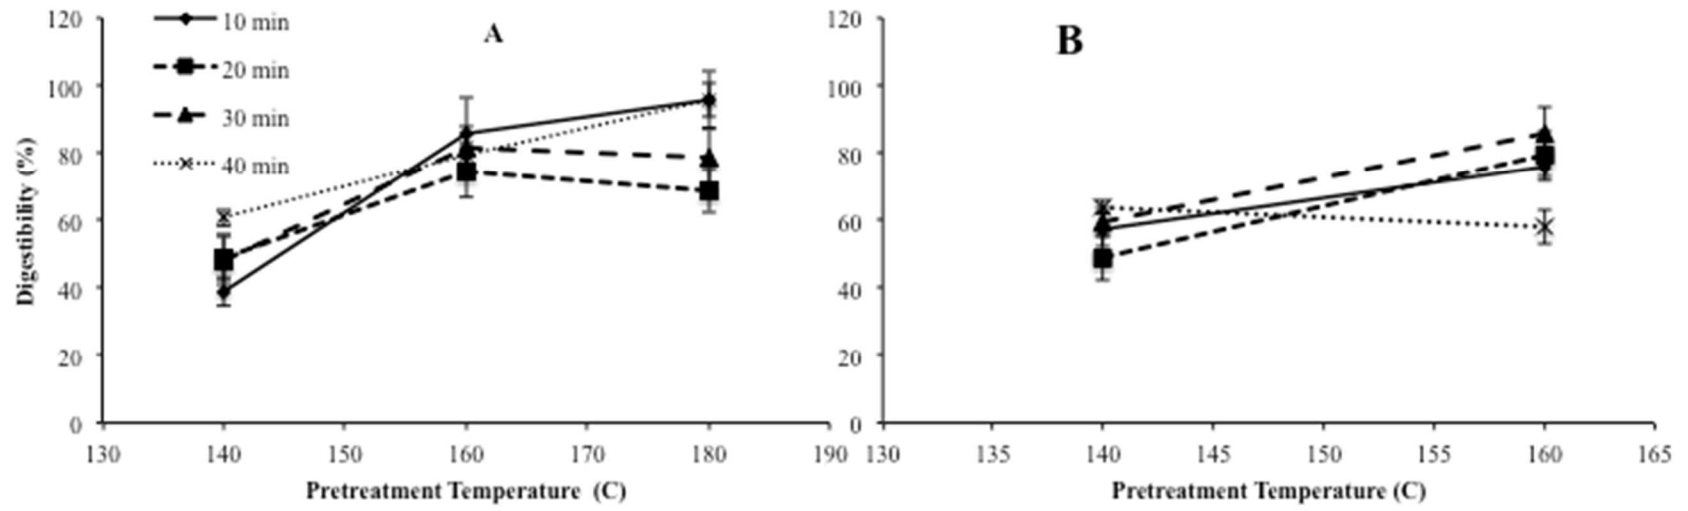 120
100
80
60
40
20
0
Digestibility (%)
10 min
20 min
30 min
40 min
A
130 140 150 160 170 180 190
Pretreatment Temperature (C)
B
120
100
80
60
40
20
0
130 135 140 145 150 155 160 165
Pretreatment Temperature (C)